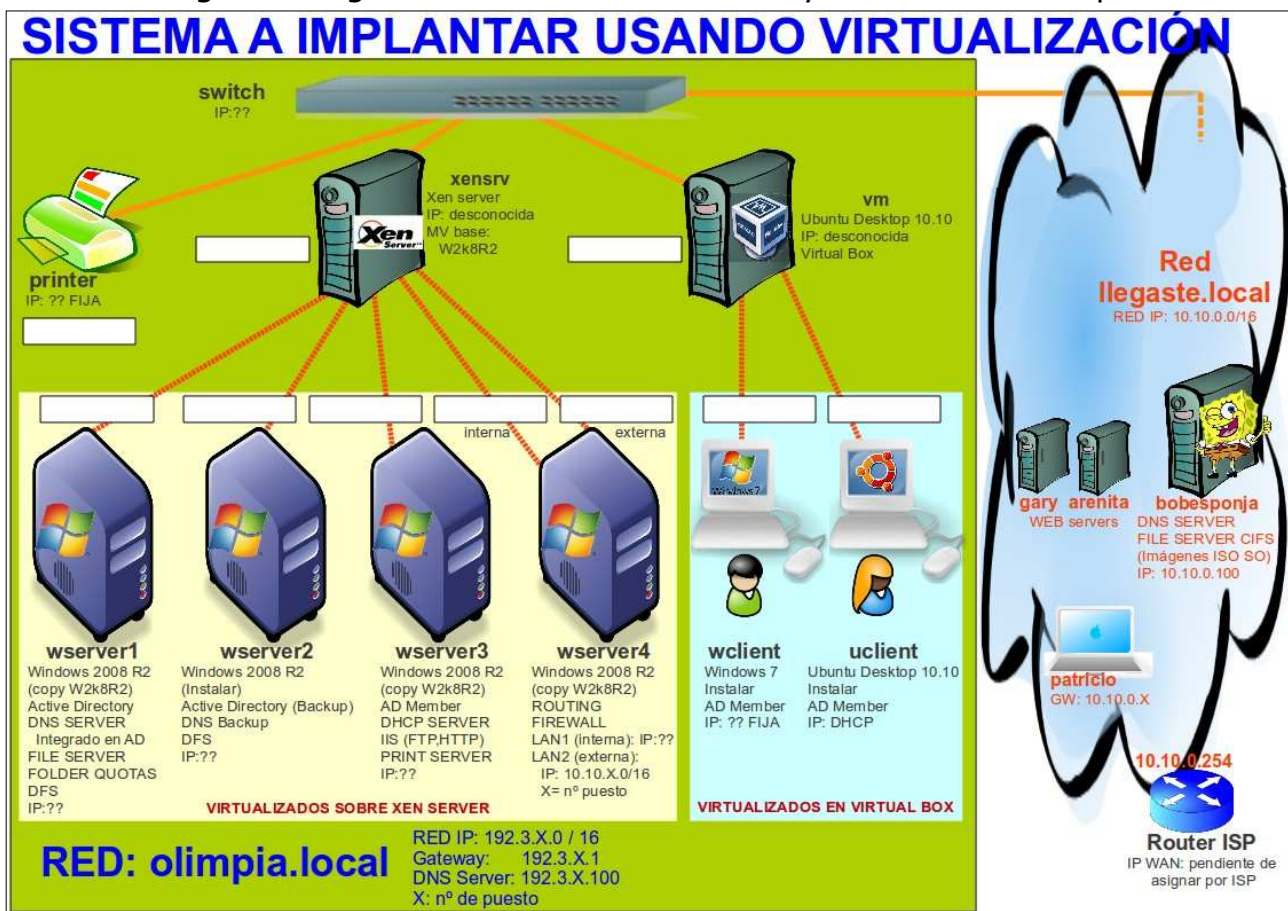 SISTEMA A IMPLANTAR USANDO VIRTUALIZACIÓN
switch
IP:??
printer
IP: ?? FIJA
xensrv
Xen server
IP: desconocida
MV base:
W2k8R2
Xen
Server
vm
Ubuntu Desktop 10.10
IP: desconocida
Virtual Box
Red
llegaste.local
RED IP: 10.10.0.0/16
interna
externa
Windows 7
wserver1
Windows 2008 R2
(copy W2k8R2)
Active Directory
DNS SERVER
Integrado en AD
FILE SERVER
FOLDER QUOTAS
DFS
IP:??
wserver2
Windows 2008 R2
(Instalar)
Active Directory (Backup)
DNS Backup
DFS
IP:??
wserver3
Windows 2008 R2
(copy W2k8R2)
AD Member
DHCP SERVER
IIS (FTP,HTTP)
PRINT SERVER
IP:??
wserver4
Windows 2008 R2
(copy W2k8R2)
ROUTING
FIREWALL
LAN1 (interna): IP:??
LAN2 (externa):
IP: 10.10.X.0/16
X= nº puesto
VIRTUALIZADOS SOBRE XEN SERVER
wclient
Windows 7
Instalar
AD Member
IP: ?? FIJA
uclient
Ubuntu Desktop 10.10
Instalar
AD Member
IP: DHCP
VIRTUALIZADOS EN VIRTUAL BOX
gary arenita
WEB servers
bobesponja
DNS SERVER
FILE SERVER CIFS
(Imágenes ISO SO)
IP: 10.10.0.100
patricio
GW: 10.10.0.X
10.10.0.254
Router ISP
IP WAN: pendiente de
asignar por ISP
RED: olimpia.local
RED IP: 192.3.X.0 / 16
Gateway: 192.3.X.1
DNS Server: 192.3.X.100
X: nº de puesto